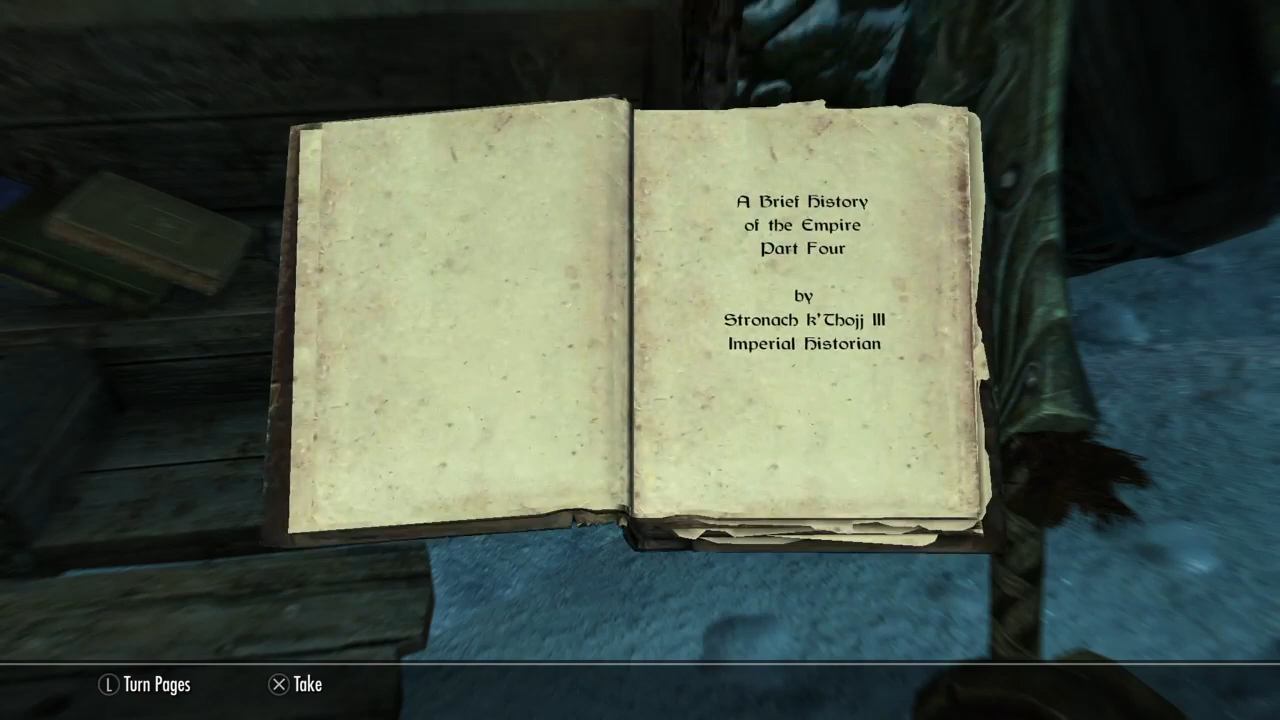 A Brief History
of the Empire
Part Four
by
Stronach k'Thojj III
Imperial Historian
L Turn Pages
X Take